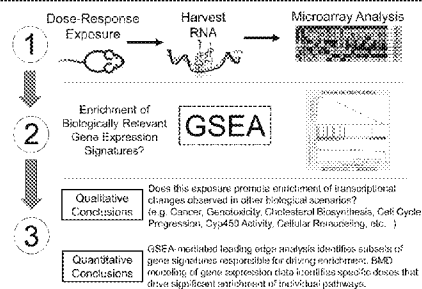 1
Dose-Response
Exposure
Harvest
RNA
Microarray Analysis
2
Enrichment of
Biologically Relevant
Gene Expression
Signatures?
GSEA
3
Qualitative
Conclusions
Does this exposure promote enrichment of transcriptional
changes observed in other biological scenarios?
(e.g. Cancer, Genotoxicity, Cholesterol Biosynthesis, Cell Cycle
Progression, Cyp450 Activity, Cellular Remodeling, etc...)
Quantitative
Conclusions
GSEA-mediated leading edge analysis identifies subsets of
gene signatures responsible for driving enrichment. BMD
modeling of gene expression data identifies specific doses that
drive significant enrichment of individual pathways.